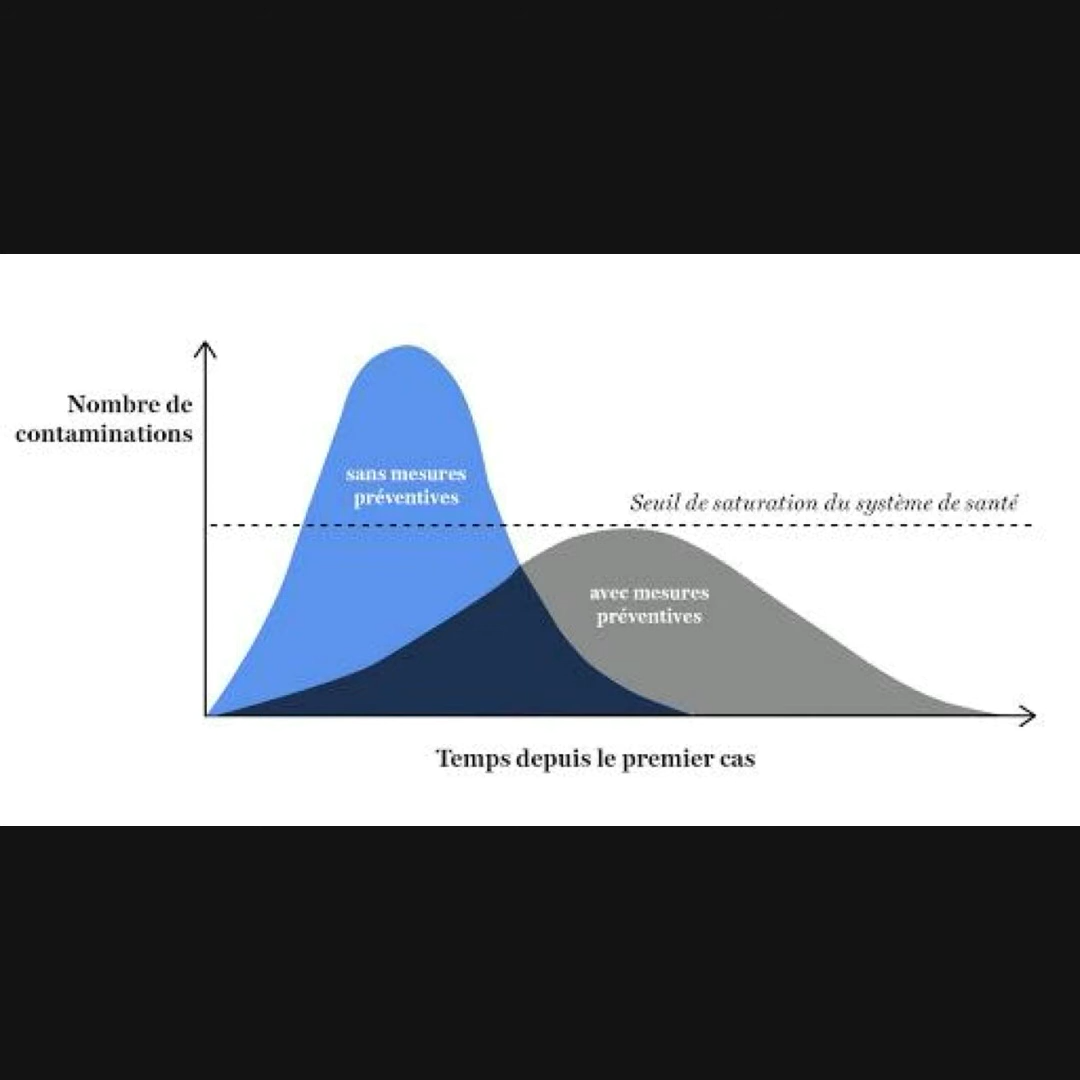 Nombre de
contaminations
sans mesures
préventives
Seuil de saturation du système de santé
avec mesures
préventives
Temps depuis le premier cas